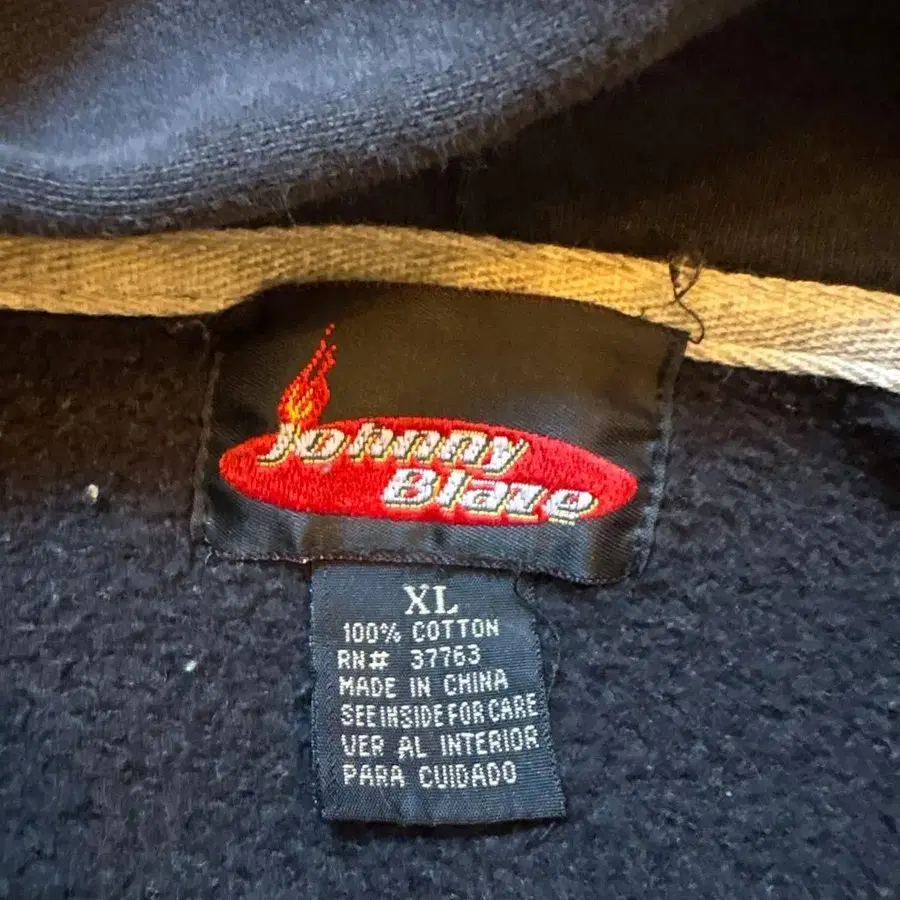 Johnny
Blaze
XL
100% COTTON
RN# 37763
MADE IN CHINA
SEE INSIDE FOR CARE
VER AL INTERIOR
PARA CUIDADO